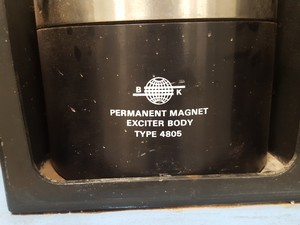 B K
PERMANENT MAGNET
EXCITER BODY
TYPE 4805